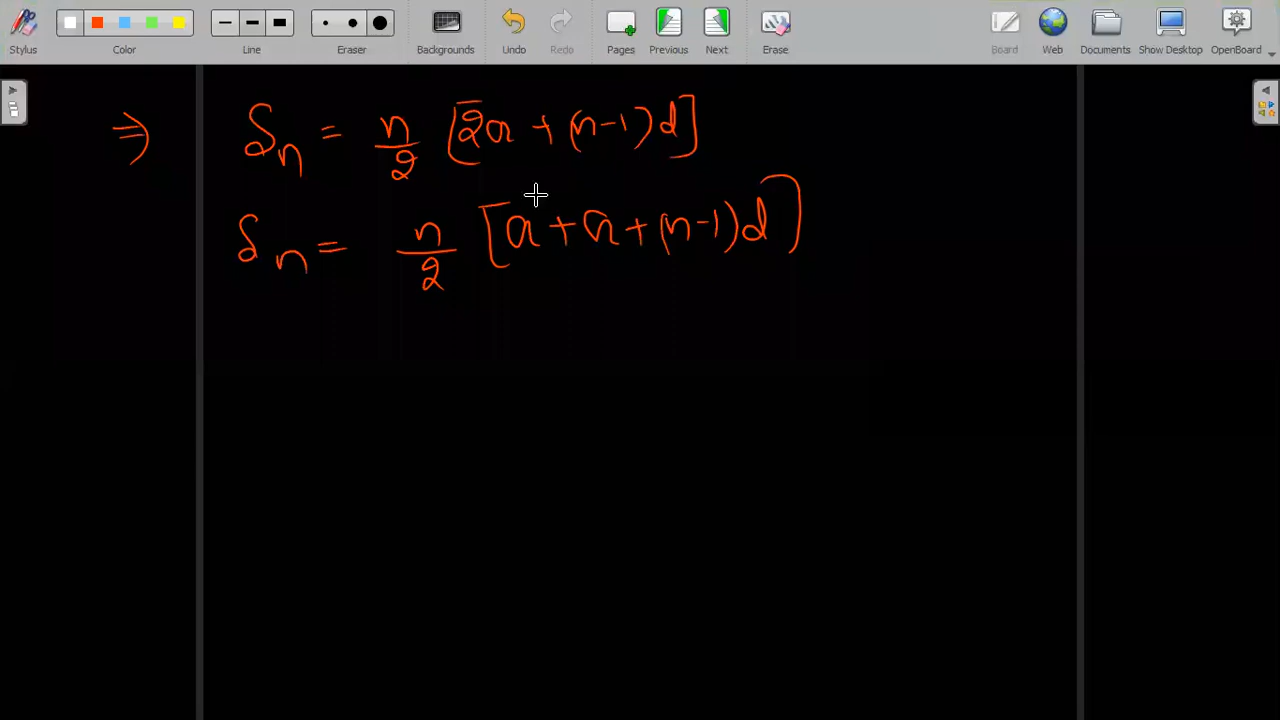 Stylus Color Line Eraser Backgrounds Undo Redo Pages Previous Next Erase Board Web Documents Show Desktop OpenBoard
⇒ Sn = n/2 [2a + (n-1)d]
Sn = n/2 [a + a + (n-1)d]